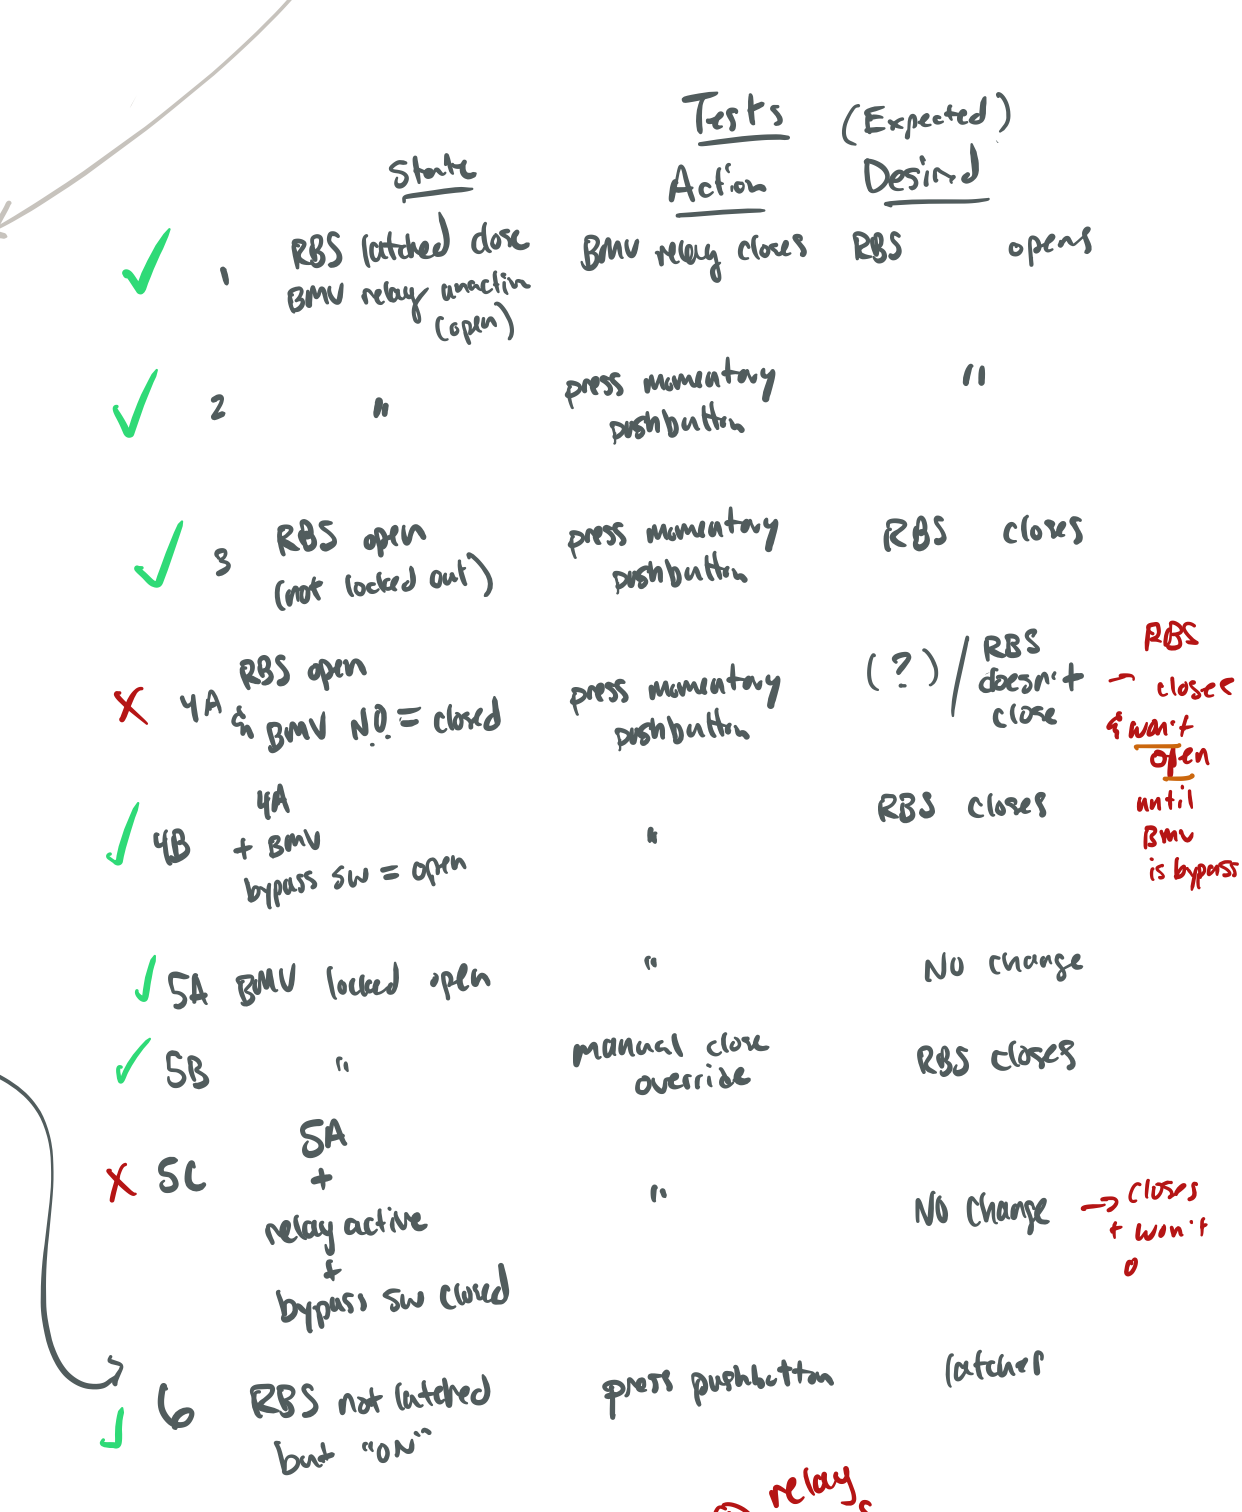 Tests (Expected)
State Action Desired
1 RBS latched close BMV relay closes RBS opens
BMV relay anactive
(open)
2 " press momentary "
pushbutton
3 RBS open press momentary RBS closes
(not locked out) pushbutton
4A RBS open press momentary (?) / RBS doesn't close
& BMV N.O. = closed pushbutton
RBS
closes
& won't
open
until
BMV
is bypass
4B 4A " RBS closes
+ BMV
bypass sw = open
5A BMV locked open " No change
5B " manual close RBS closes
override
5C 5A " No change → closes
+ + won't
relay active o
+
bypass sw closed
6 RBS not latched press pushbutton latches
but "ON"
relay